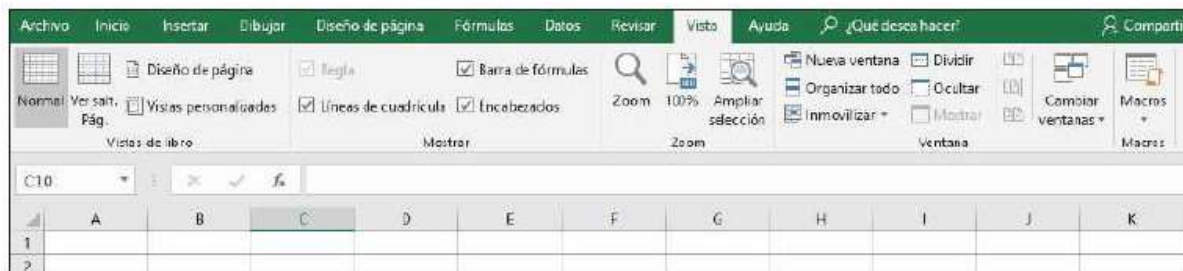 Archivo Inicio Insertar Dibujar Diseño de página Fórmulas Datos Revisar Vista Ayuda ¿Qué desea hacer? Comparti
Normal
Ver salt. Pág.
Diseño de página
Vistas personalizadas
Vistas de libro
Regla
Barra de fórmulas
Líneas de cuadrícula
Encabezados
Mostrar
Zoom
100%
Ampliar
selección
Zoom
Nueva ventana
Organizar todo
Inmovilizar
Dividir
Ocultar
Mostrar
Cambiar
ventanas
Ventana
Macros
Macros
C10 fx
A B C D E F G H I J K
1
2